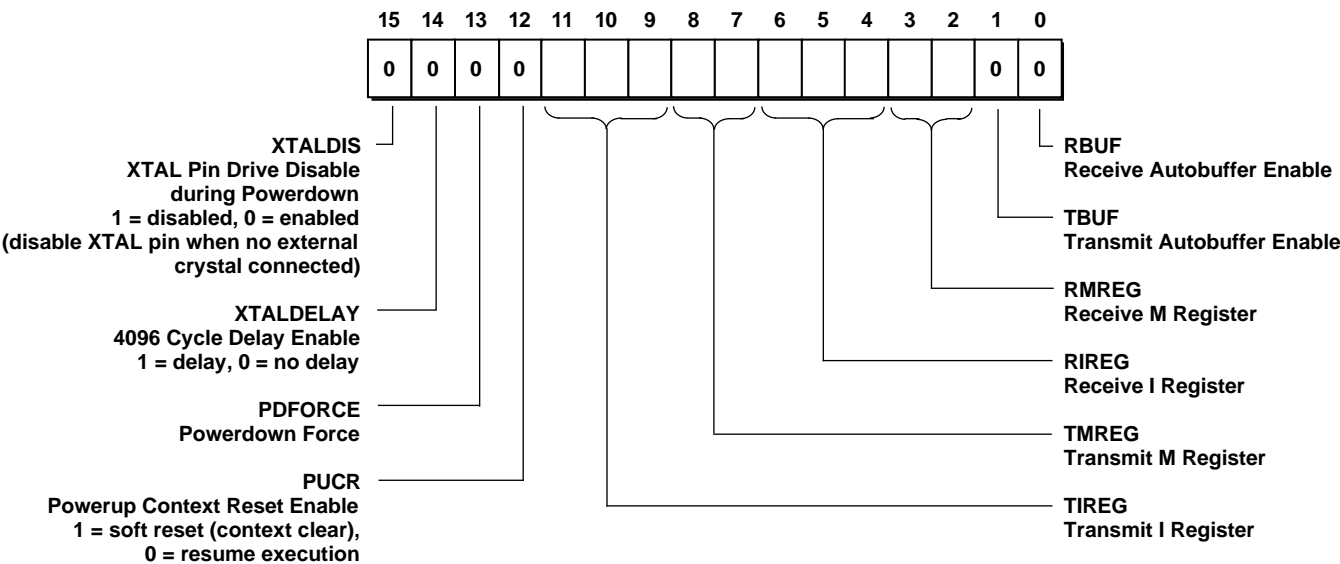 15 14 13 12 11 10 9 8 7 6 5 4 3 2 1 0
0 0 0 0 0 0
XTALDIS
XTAL Pin Drive Disable
during Powerdown
1 = disabled, 0 = enabled
(disable XTAL pin when no external
crystal connected)
XTALDELAY
4096 Cycle Delay Enable
1 = delay, 0 = no delay
PDFORCE
Powerdown Force
PUCR
Powerup Context Reset Enable
1 = soft reset (context clear),
0 = resume execution
RBUF
Receive Autobuffer Enable
TBUF
Transmit Autobuffer Enable
RMREG
Receive M Register
RIREG
Receive I Register
TMREG
Transmit M Register
TIREG
Transmit I Register